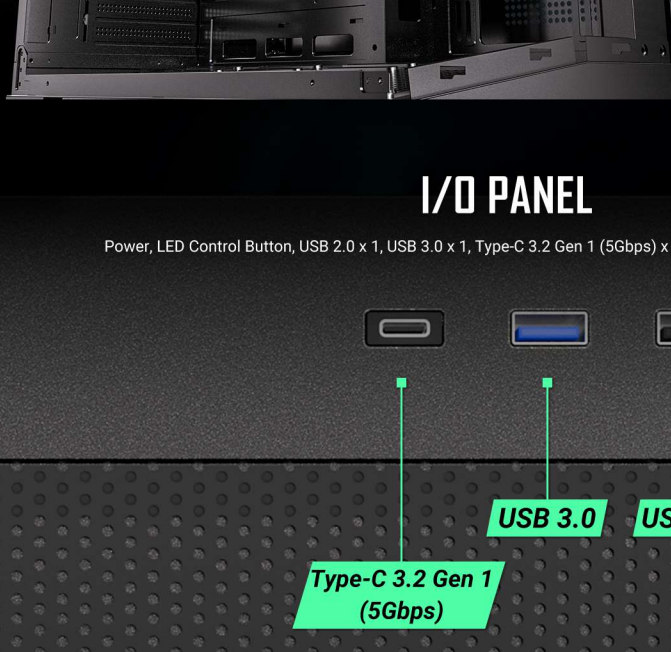 I/O PANEL
Power, LED Control Button, USB 2.0 x 1, USB 3.0 x 1, Type-C 3.2 Gen 1 (5Gbps) x
USB 3.0
Type-C 3.2 Gen 1
(5Gbps)